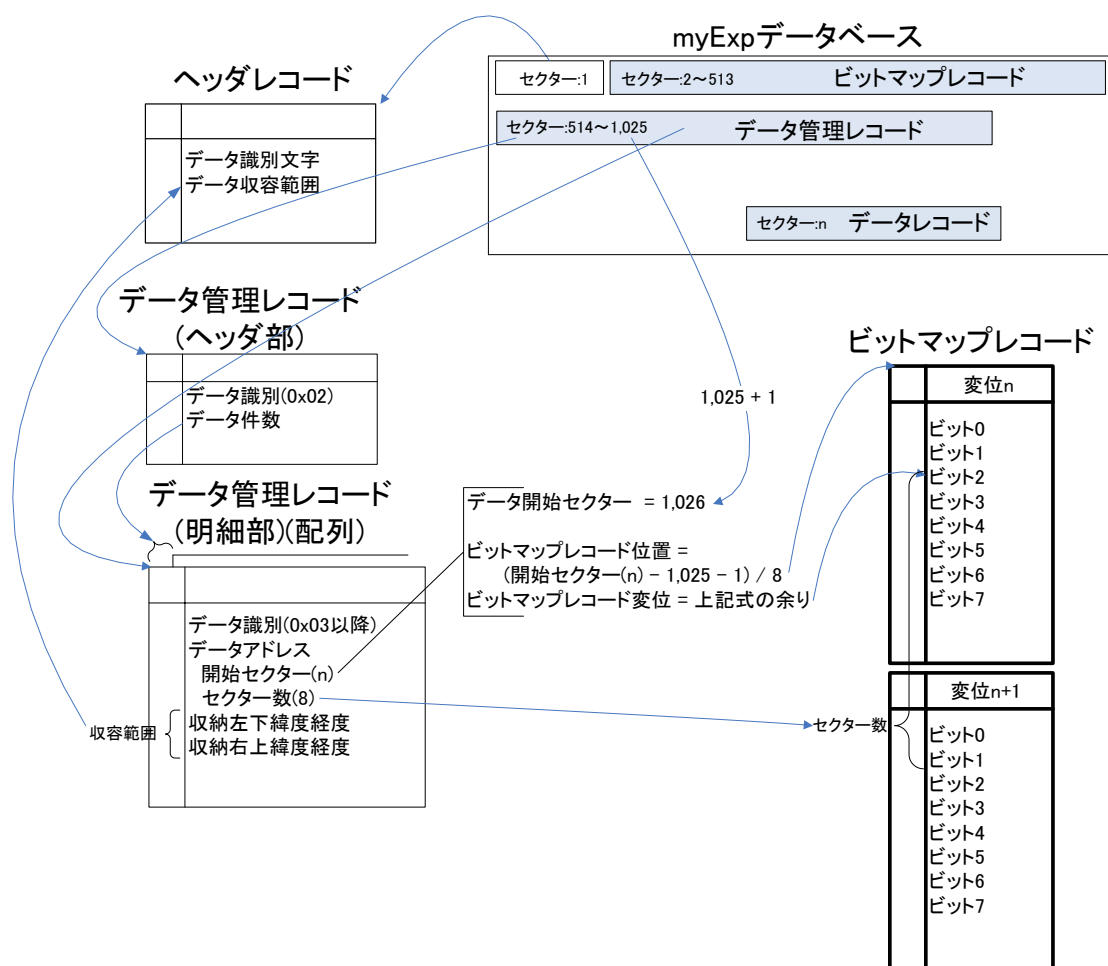 myExpデータベース
セクター:1
セクター:2～513
ビットマップレコード
セクター:514～1,025
データ管理レコード
セクター:n
データレコード
ヘッダレコード
データ識別文字
データ収容範囲
データ管理レコード
(ヘッダ部)
データ識別(0x02)
データ件数
データ管理レコード
(明細部)(配列)
データ識別(0x03以降)
データアドレス
開始セクター(n)
セクター数(8)
収納左下緯度経度
収納右上緯度経度
収容範囲
1,025 + 1
データ開始セクター = 1,026
ビットマップレコード位置 =
(開始セクター(n) − 1,025 − 1) / 8
ビットマップレコード変位 = 上記式の余り
ビットマップレコード
変位n
ビット0
ビット1
ビット2
ビット3
ビット4
ビット5
ビット6
ビット7
セクター数
変位n+1
ビット0
ビット1
ビット2
ビット3
ビット4
ビット5
ビット6
ビット7